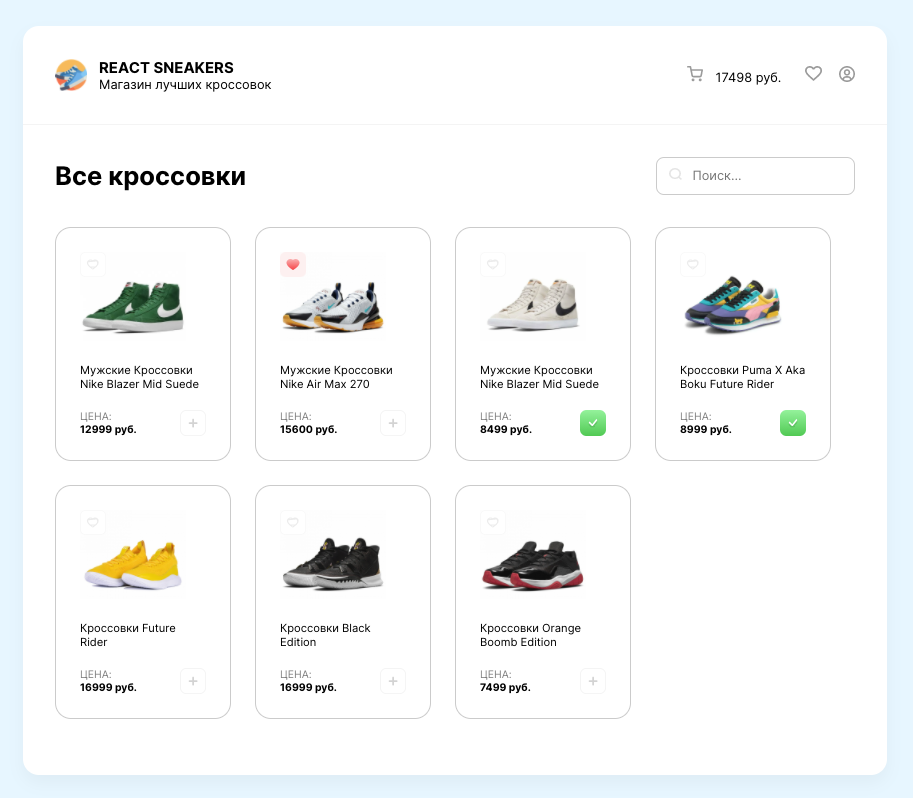 REACT SNEAKERS
Магазин лучших кроссовок
17498 руб.
Все кроссовки
Поиск...
Мужские Кроссовки
Nike Blazer Mid Suede
ЦЕНА:
12999 руб.
Мужские Кроссовки
Nike Air Max 270
ЦЕНА:
15600 руб.
Мужские Кроссовки
Nike Blazer Mid Suede
ЦЕНА:
8499 руб.
Кроссовки Puma X Aka
Boku Future Rider
ЦЕНА:
8999 руб.
Кроссовки Future
Rider
ЦЕНА:
16999 руб.
Кроссовки Black
Edition
ЦЕНА:
16999 руб.
Кроссовки Orange
Boomb Edition
ЦЕНА:
7499 руб.